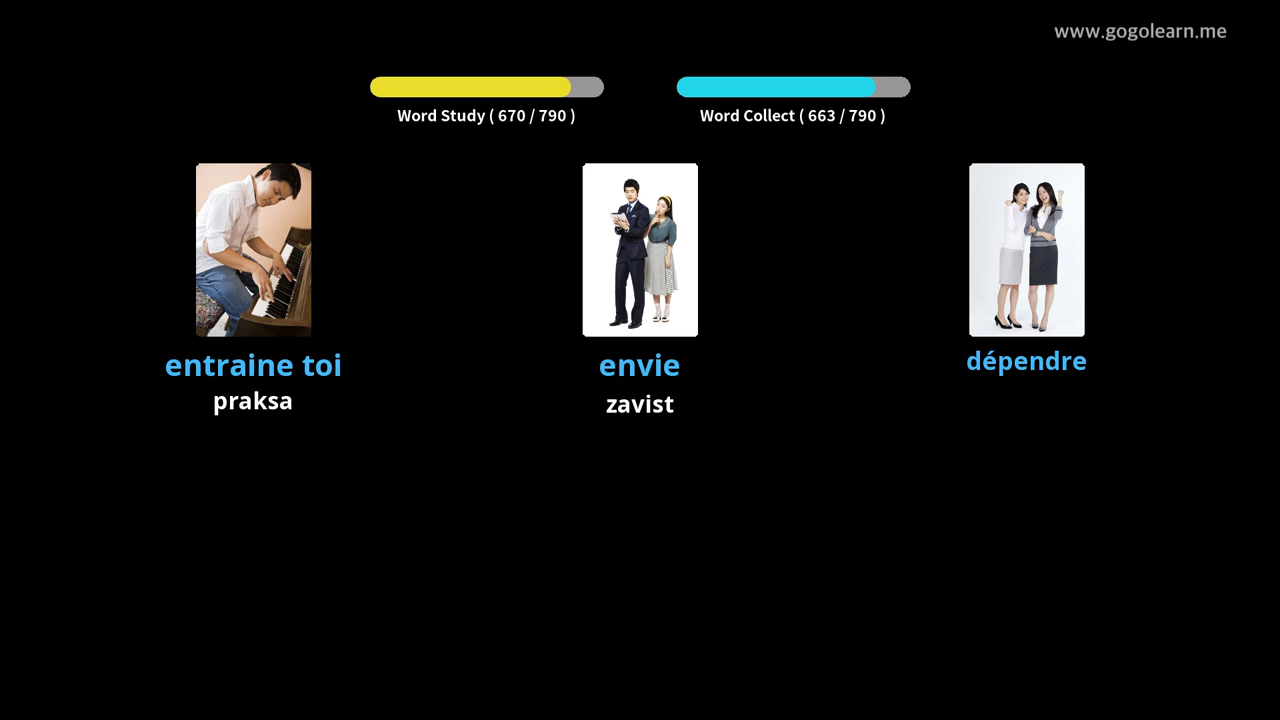 www.gogolearn.me
Word Study ( 670 / 790 )
Word Collect ( 663 / 790 )
entraine toi
praksa
envie
zavist
dépendre